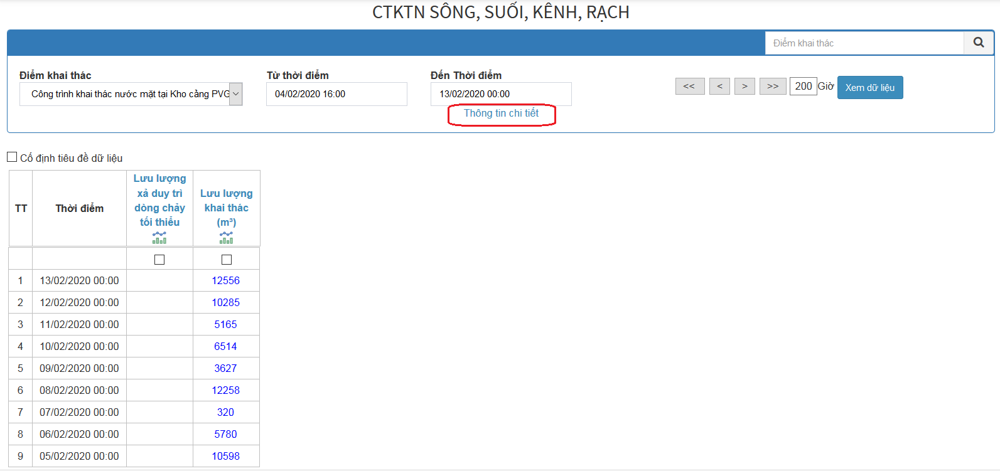 CTKTN SÔNG, SUỐI, KÊNH, RẠCH
Điểm khai thác
Điểm khai thác Từ thời điểm Đến Thời điểm
Công trình khai thác nước mặt tại Kho cảng PVG 04/02/2020 16:00 13/02/2020 00:00 << < > >> 200 Giờ Xem dữ liệu
Thông tin chi tiết
Cố định tiêu đề dữ liệu
TT Thời điểm
Lưu lượng
xả duy trì
dòng chảy
tối thiểu
Lưu lượng
khai thác
(m³)
1 13/02/2020 00:00 12556
2 12/02/2020 00:00 10285
3 11/02/2020 00:00 5165
4 10/02/2020 00:00 6514
5 09/02/2020 00:00 3627
6 08/02/2020 00:00 12258
7 07/02/2020 00:00 320
8 06/02/2020 00:00 5780
9 05/02/2020 00:00 10598